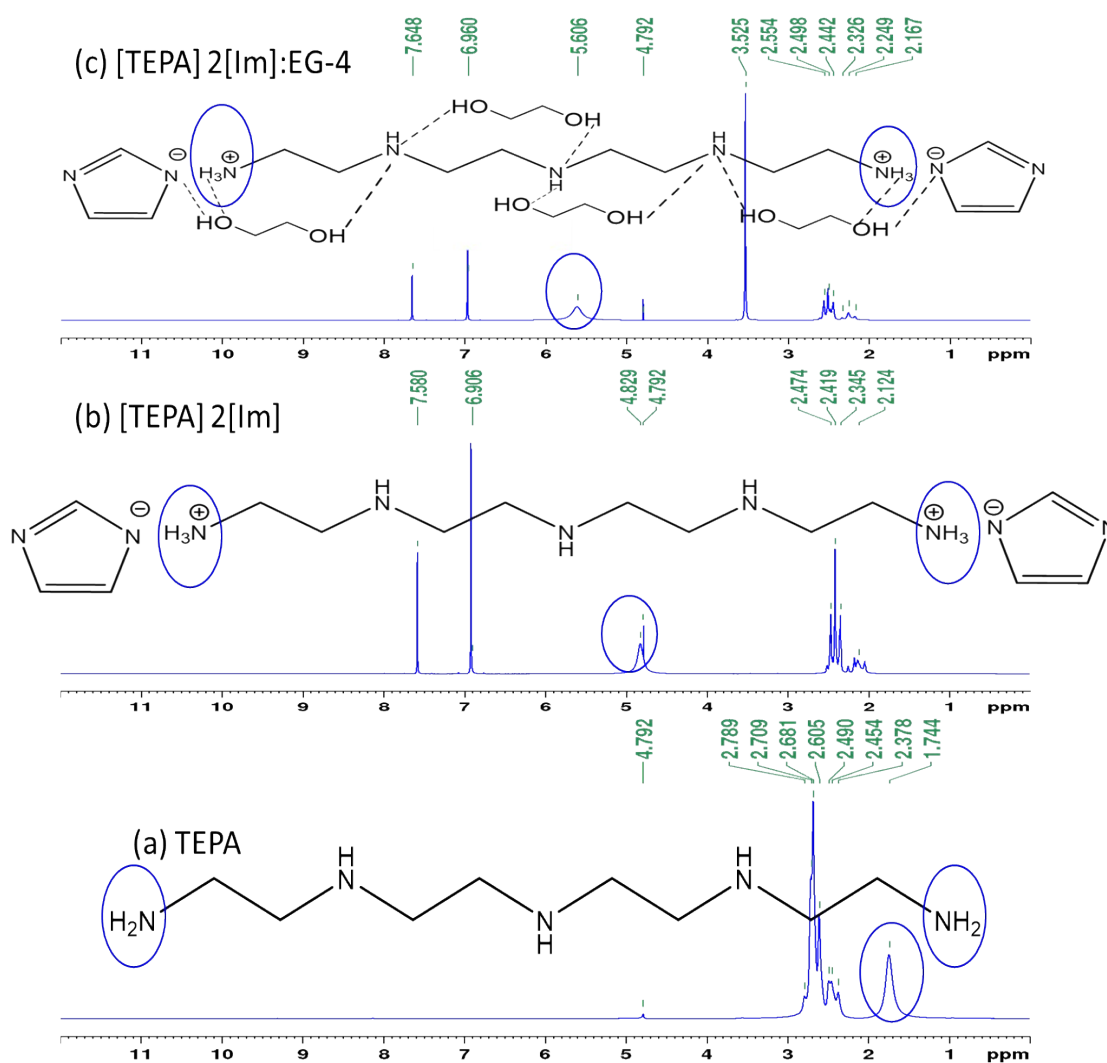 7.648 6.960 5.606 4.792 3.525 2.554 2.498 2.442 2.326 2.249 2.167
(c) [TEPA] 2[Im]:EG-4
HO OH
H H
N N
N N ⊖ H₃N ⊕ N H ⊕ NH₃ ⊖ N N
HO OH HO OH HO OH
11 10 9 8 7 6 5 4 3 2 1 ppm
7.580 6.906 4.829 4.792 2.474 2.419 2.345 2.124
(b) [TEPA] 2[Im]
H H
N N
N N ⊖ H₃N ⊕ N H ⊕ NH₃ ⊖ N N
11 10 9 8 7 6 5 4 3 2 1 ppm
4.792 2.789 2.709 2.681 2.605 2.490 2.454 2.378 1.744
(a) TEPA
H H
N N
H₂N N NH₂
H
11 10 9 8 7 6 5 4 3 2 1 ppm